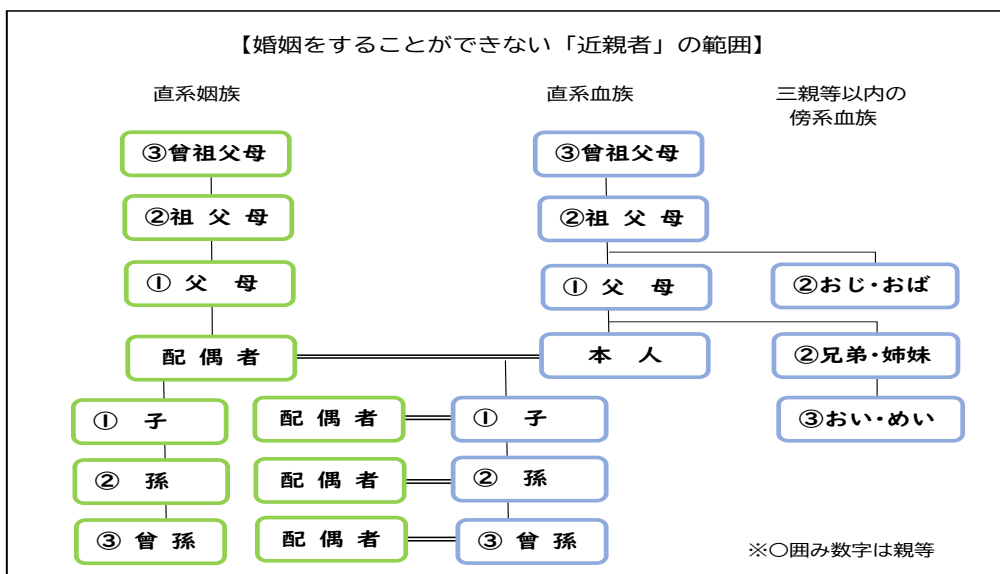 【婚姻をすることができない「近親者」の範囲】
直系姻族
直系血族
三親等以内の
傍系血族
③曾祖父母
③曾祖父母
②祖 父 母
②祖 父 母
① 父 母
① 父 母
②おじ・おば
配 偶 者
本 人
②兄弟・姉妹
① 子
配 偶 者
① 子
③おい・めい
② 孫
配 偶 者
② 孫
③ 曾 孫
配 偶 者
③ 曾 孫
※〇囲み数字は親等